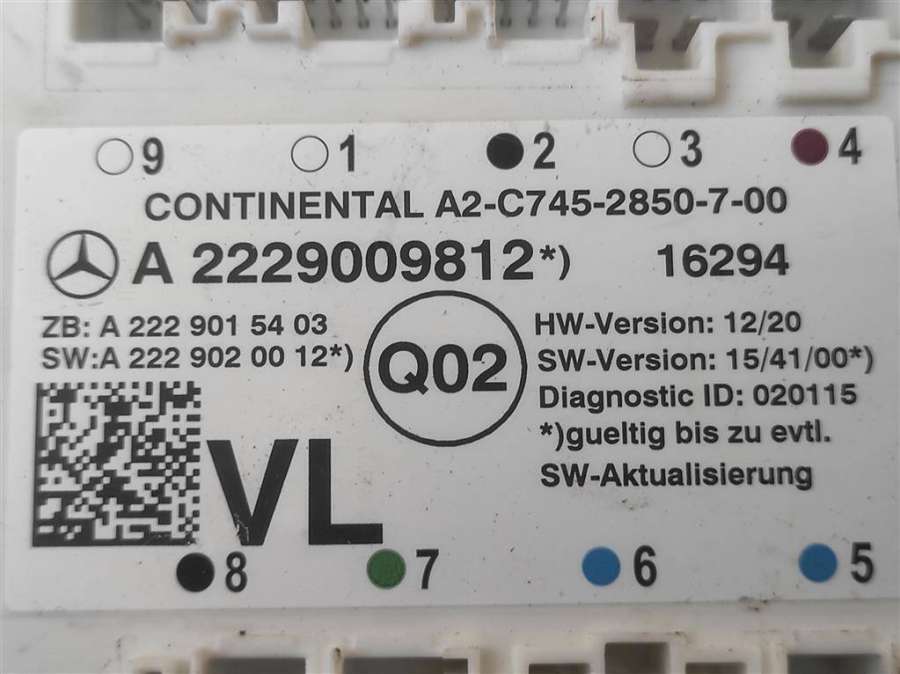 9 1 2 3 4
CONTINENTAL A2-C745-2850-7-00
A 2229009812*) 16294
ZB: A 222 901 54 03
SW:A 222 902 00 12*)
Q02
HW-Version: 12/20
SW-Version: 15/41/00*)
Diagnostic ID: 020115
*)gueltig bis zu evtl.
SW-Aktualisierung
VL
8 7 6 5